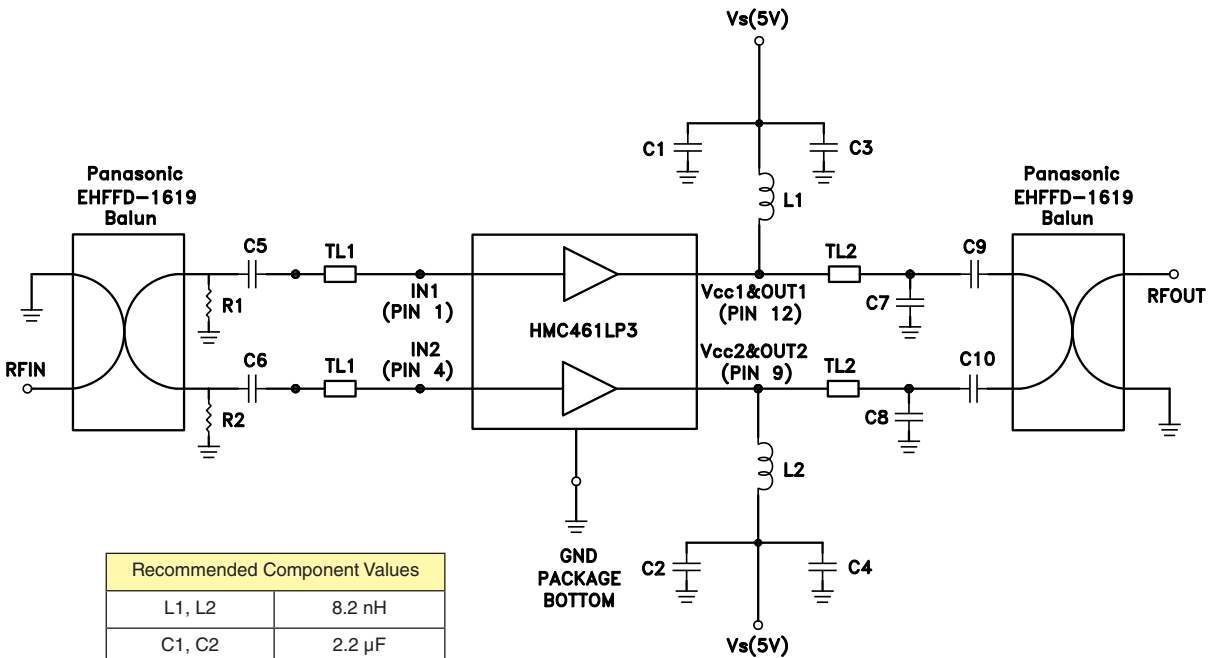 Vs(5V)
C1
C3
L1
Panasonic
EHFFD-1619
Balun
Panasonic
EHFFD-1619
Balun
C5
TL1
TL2
C9
R1
IN1
(PIN 1)
Vcc1&OUT1
(PIN 12)
C7
RFOUT
HMC461LP3
RFIN
C6
TL1
IN2
(PIN 4)
Vcc2&OUT2
(PIN 9)
TL2
C10
R2
C8
L2
GND
PACKAGE
BOTTOM
C2
C4
Vs(5V)
Recommended Component Values
L1, L2 8.2 nH
C1, C2 2.2 µF